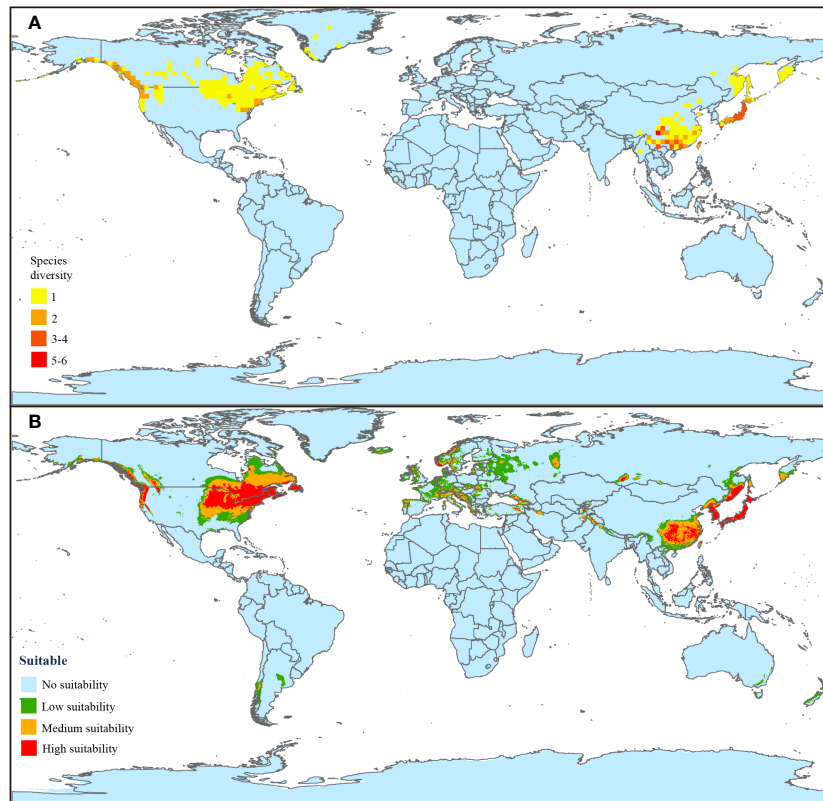 A
Species
diversity
1
2
3-4
5-6
B
Suitable
No suitability
Low suitability
Medium suitability
High suitability